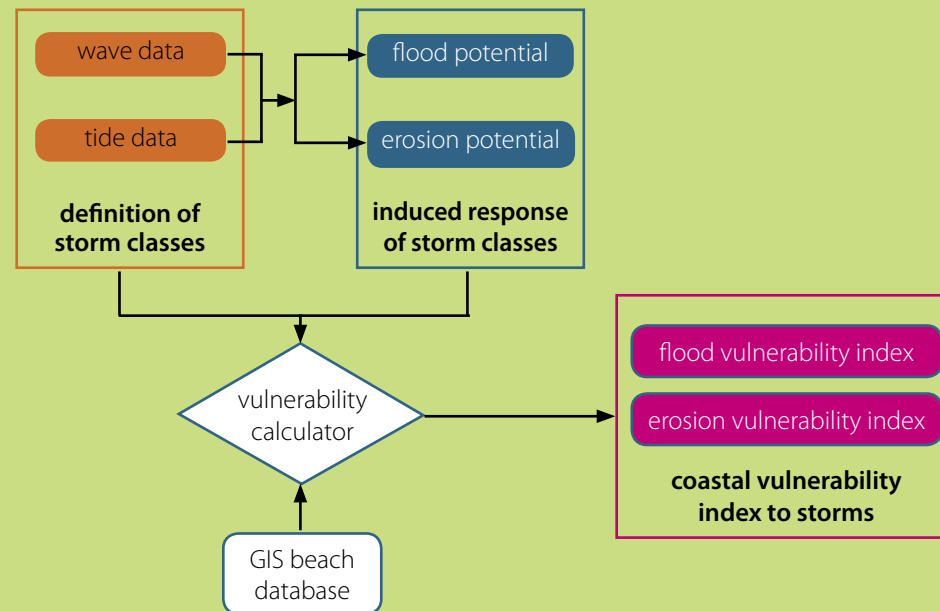 wave data
tide data
definition of
storm classes
flood potential
erosion potential
induced response
of storm classes
vulnerability
calculator
GIS beach
database
flood vulnerability index
erosion vulnerability index
coastal vulnerability
index to storms